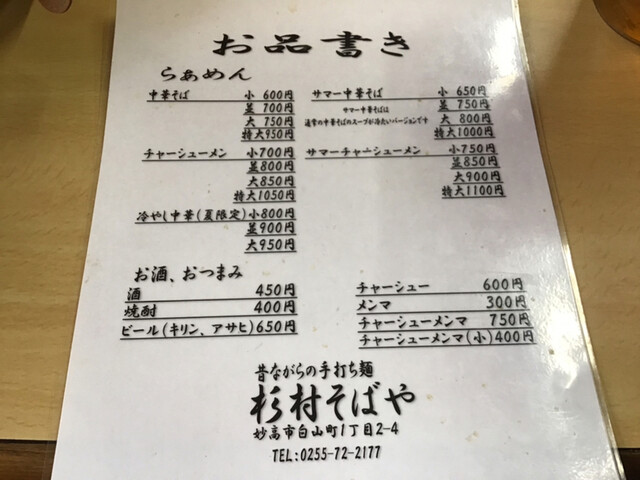 お品書き
らぁめん
中華そば 小 600円
並 700円
大 750円
特大950円
チャーシューメン 小700円
並800円
大850円
特大1050円
冷やし中華(夏限定)小800円
並900円
大950円
サマー中華そば 小 650円
サマー中華そばは 並 750円
通常の中華そばのスープが冷たいバージョンです 大 800円
特大1000円
サマーチャーシューメン 小750円
並850円
大900円
特大1100円
お酒、おつまみ
酒 450円
焼酎 400円
ビール(キリン、アサヒ)650円
チャーシュー 600円
メンマ 300円
チャーシューメンマ 750円
チャーシューメンマ(小)400円
昔ながらの手打ち麺
杉村そばや
妙高市白山町1丁目2-4
TEL:0255-72-2177